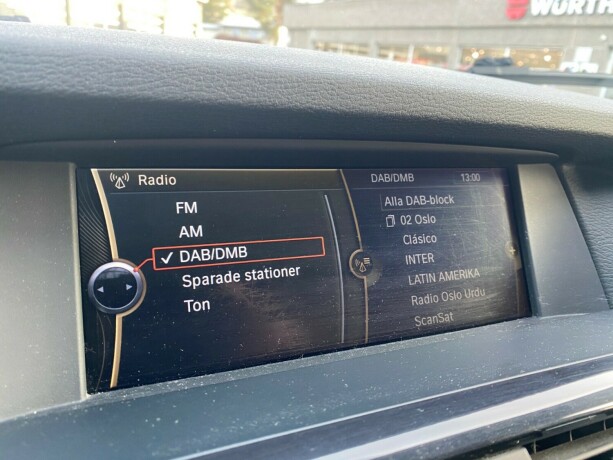 WÜRTH
Radio
FM
AM
DAB/DMB
Sparade stationer
Ton
DAB/DMB 13:00
Alla DAB-block
02 Oslo
Clásico
INTER
LATIN AMERIKA
Radio Oslo Urdu
ScanSat